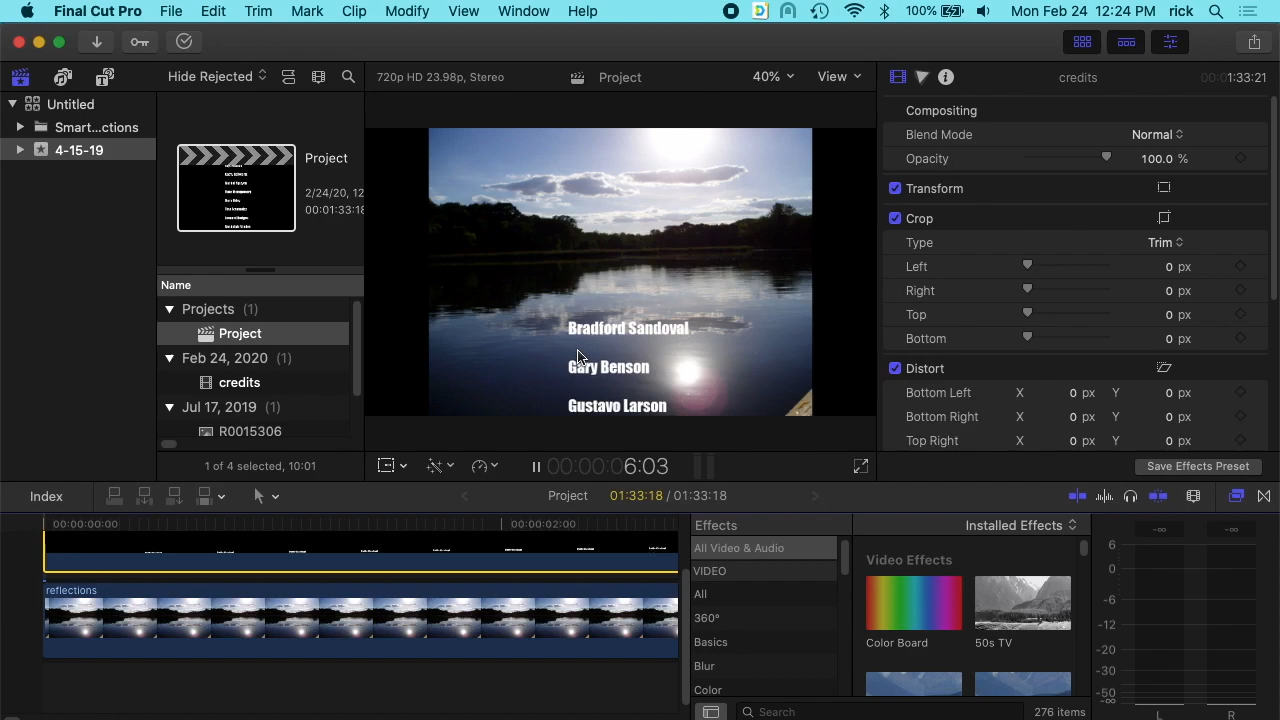 Final Cut Pro File Edit Trim Mark Clip Modify View Window Help 100% Mon Feb 24 12:24 PM rick
Hide Rejected 720p HD 23.98p, Stereo Project 40% View credits 00:00:01:33:21
Untitled
Smart...ctions
4-15-19
Project
2/24/20, 12
00:01:33:18
Name
Projects (1)
Project
Feb 24, 2020 (1)
credits
Jul 17, 2019 (1)
R0015306
1 of 4 selected, 10:01
Bradford Sandoval
Gary Benson
Gustavo Larson
00:00:00:06:03
Compositing
Blend Mode Normal
Opacity 100.0 %
Transform
Crop
Type Trim
Left 0 px
Right 0 px
Top 0 px
Bottom 0 px
Distort
Bottom Left X 0 px Y 0 px
Bottom Right X 0 px Y 0 px
Top Right X 0 px Y 0 px
Save Effects Preset
Index Project 01:33:18 / 01:33:18
00:00:00:00 00:00:02:00
reflections
Effects Installed Effects
All Video & Audio
VIDEO
All
360°
Basics
Blur
Color
Video Effects
Color Board 50s TV
Search 276 items
-∞ -∞
6
0
-6
-12
-20
-30
-50
-∞
L R